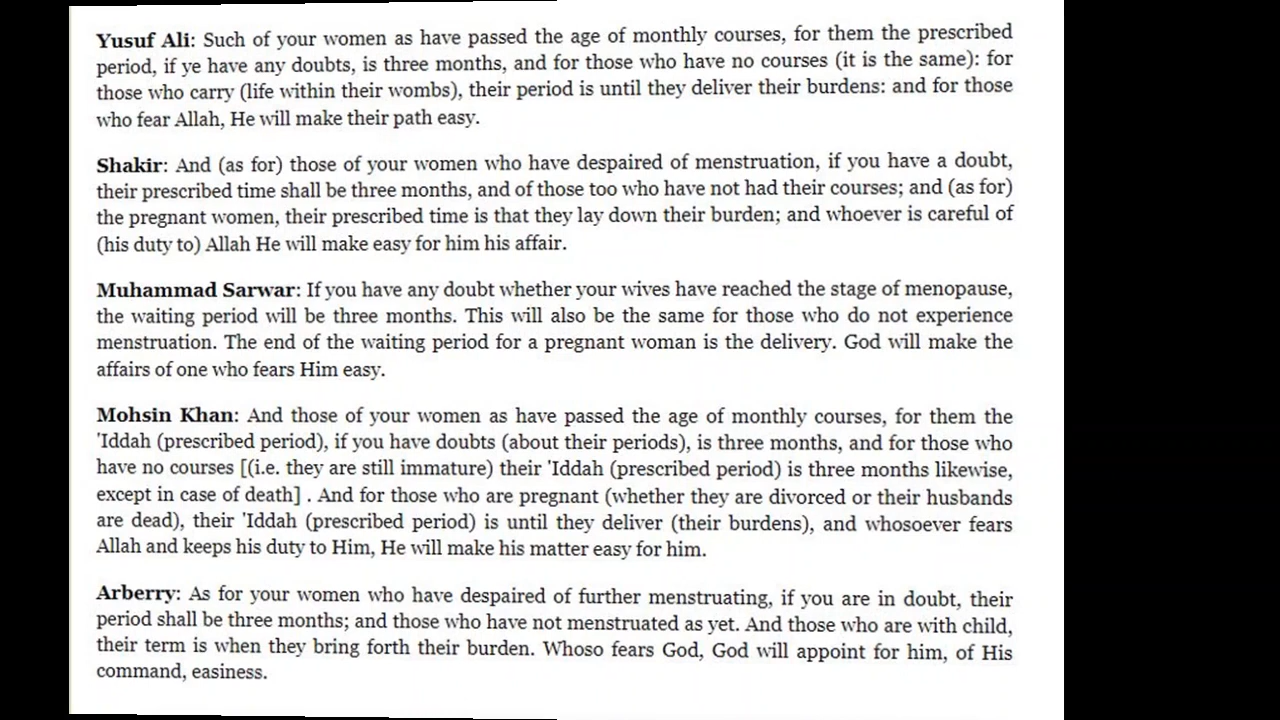 Yusuf Ali: Such of your women as have passed the age of monthly courses, for them the prescribed
period, if ye have any doubts, is three months, and for those who have no courses (it is the same): for
those who carry (life within their wombs), their period is until they deliver their burdens: and for those
who fear Allah, He will make their path easy.
Shakir: And (as for) those of your women who have despaired of menstruation, if you have a doubt,
their prescribed time shall be three months, and of those too who have not had their courses; and (as for)
the pregnant women, their prescribed time is that they lay down their burden; and whoever is careful of
(his duty to) Allah He will make easy for him his affair.
Muhammad Sarwar: If you have any doubt whether your wives have reached the stage of menopause,
the waiting period will be three months. This will also be the same for those who do not experience
menstruation. The end of the waiting period for a pregnant woman is the delivery. God will make the
affairs of one who fears Him easy.
Mohsin Khan: And those of your women as have passed the age of monthly courses, for them the
'Iddah (prescribed period), if you have doubts (about their periods), is three months, and for those who
have no courses [(i.e. they are still immature) their 'Iddah (prescribed period) is three months likewise,
except in case of death] . And for those who are pregnant (whether they are divorced or their husbands
are dead), their 'Iddah (prescribed period) is until they deliver (their burdens), and whosoever fears
Allah and keeps his duty to Him, He will make his matter easy for him.
Arberry: As for your women who have despaired of further menstruating, if you are in doubt, their
period shall be three months; and those who have not menstruated as yet. And those who are with child,
their term is when they bring forth their burden. Whoso fears God, God will appoint for him, of His
command, easiness.